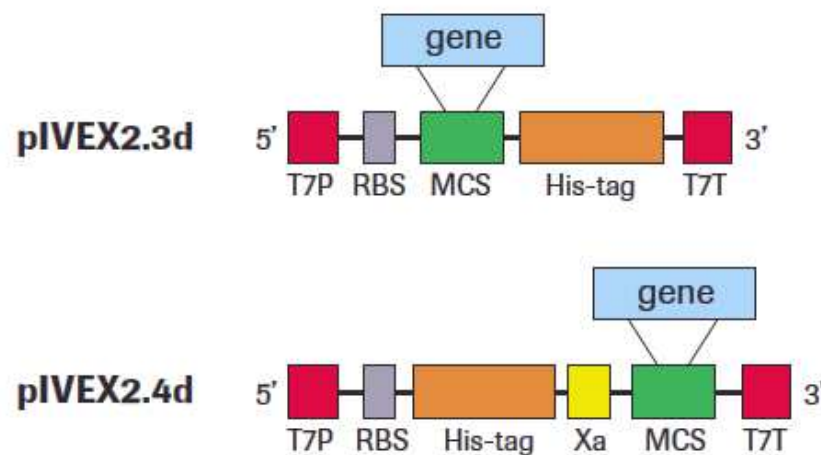 gene
pIVEX2.3d 5’ 3’
T7P RBS MCS His-tag T7T
gene
pIVEX2.4d 5’ 3’
T7P RBS His-tag Xa MCS T7T